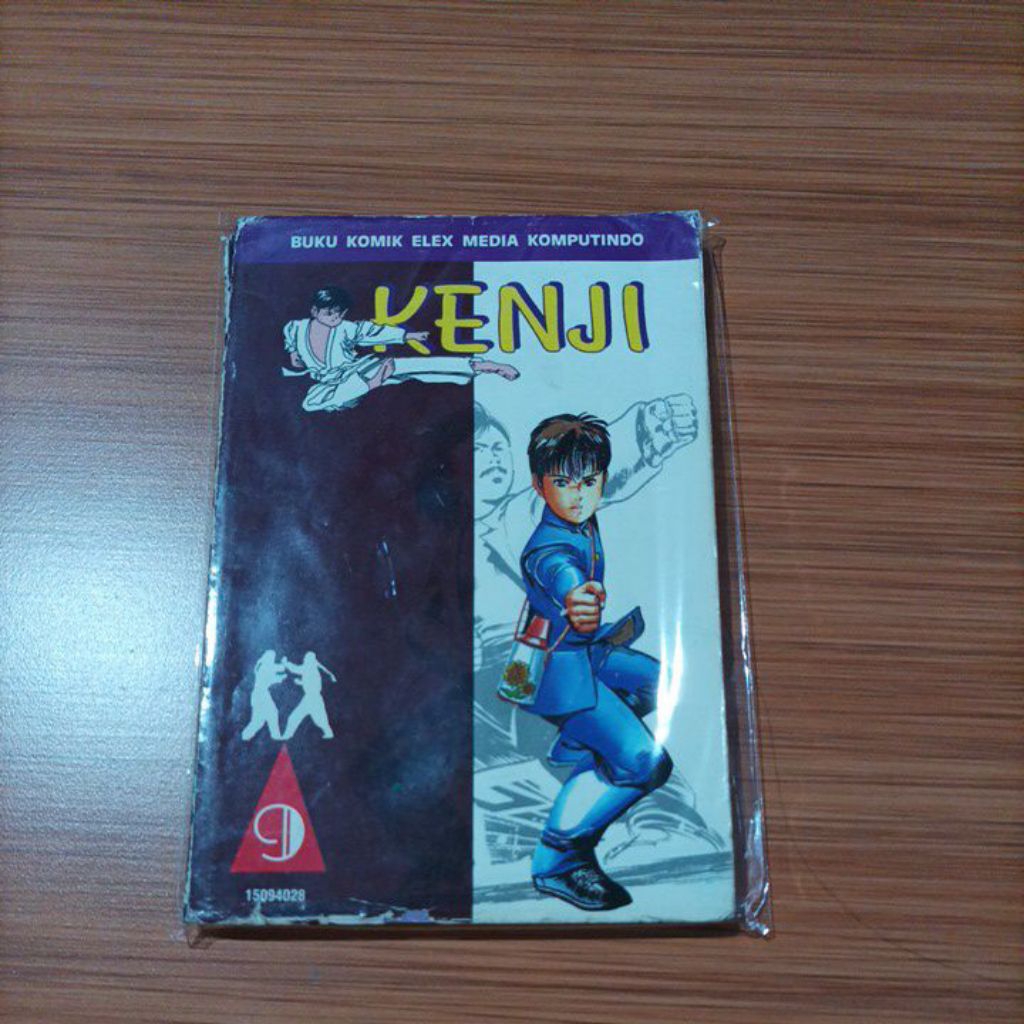 BUKU KOMIK ELEX MEDIA KOMPUTINDO
KENJI
9
15094028